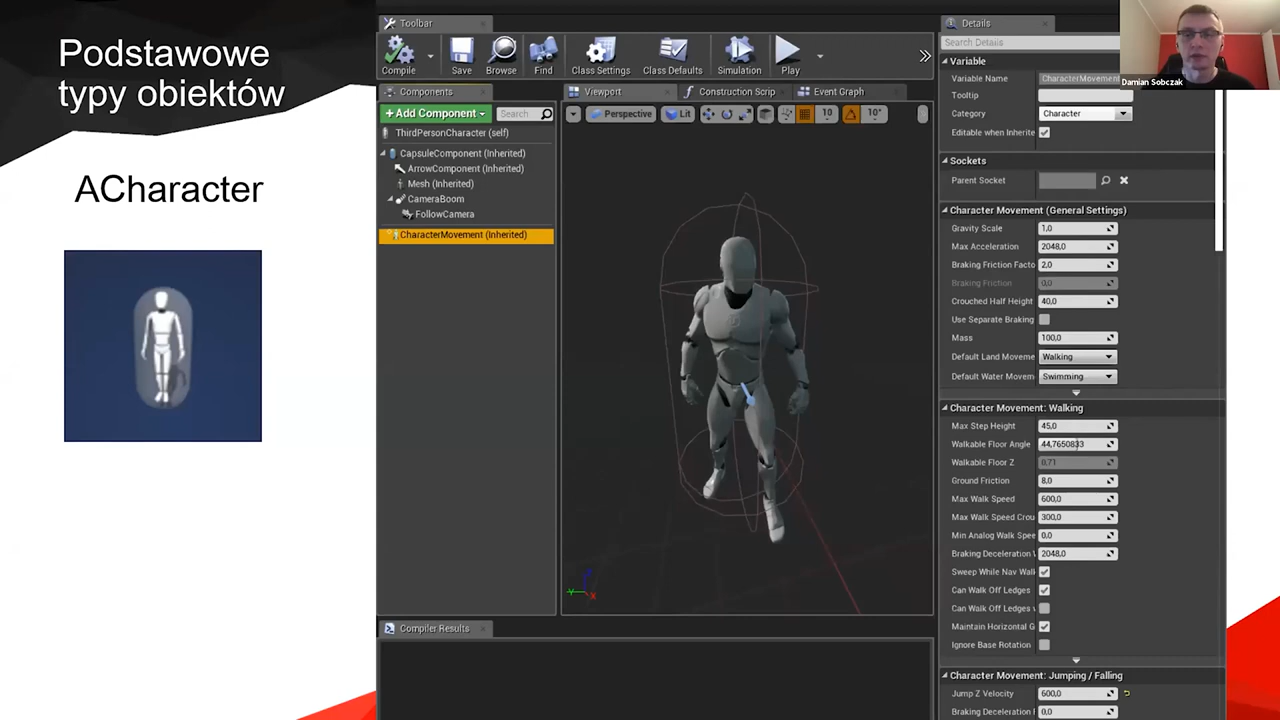 Podstawowe
typy obiektów
ACharacter
Toolbar
Compile
Save
Browse
Find
Class Settings
Class Defaults
Simulation
Play
Components
+ Add Component
Search
ThirdPersonCharacter (self)
CapsuleComponent (Inherited)
ArrowComponent (Inherited)
Mesh (Inherited)
CameraBoom
FollowCamera
CharacterMovement (Inherited)
Viewport
Construction Scrip
Event Graph
Perspective
Lit
10
10°
Y
X
Compiler Results
Details
Search Details
Damian Sobczak
Variable
Variable Name CharacterMovement
Tooltip
Category Character
Editable when Inherite
Sockets
Parent Socket
Character Movement (General Settings)
Gravity Scale 1,0
Max Acceleration 2048,0
Braking Friction Facto 2,0
Braking Friction 0,0
Crouched Half Height 40,0
Use Separate Braking
Mass 100,0
Default Land Moveme Walking
Default Water Movem Swimming
Character Movement: Walking
Max Step Height 45,0
Walkable Floor Angle 44,7650833
Walkable Floor Z 0.71
Ground Friction 8,0
Max Walk Speed 600,0
Max Walk Speed Crou 300,0
Min Analog Walk Spee 0,0
Braking Deceleration 2048,0
Sweep While Nav Walk
Can Walk Off Ledges
Can Walk Off Ledges
Maintain Horizontal G
Ignore Base Rotation
Character Movement: Jumping / Falling
Jump Z Velocity 600,0
Braking Deceleration 0,0